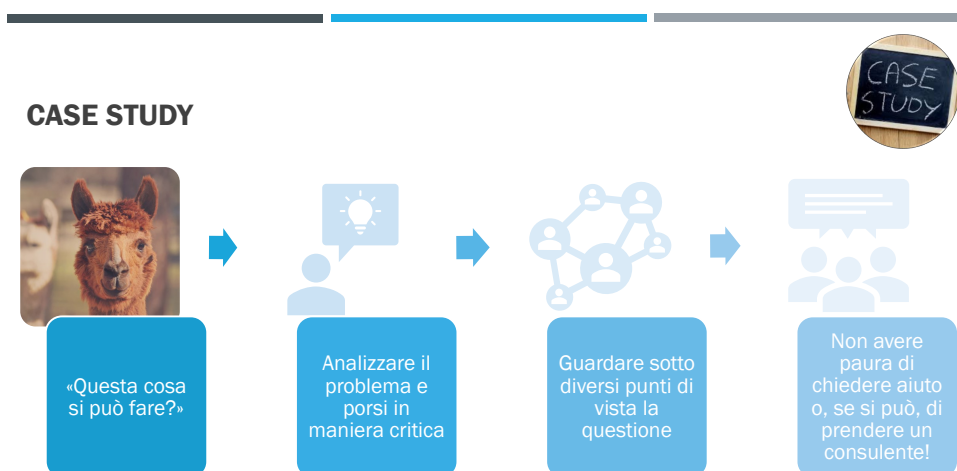 CASE
STUDY
CASE STUDY
«Questa cosa
si può fare?»
Analizzare il
problema e
porsi in
maniera critica
Guardare sotto
diversi punti di
vista la
questione
Non avere
paura di
chiedere aiuto
o, se si può, di
prendere un
consulente!